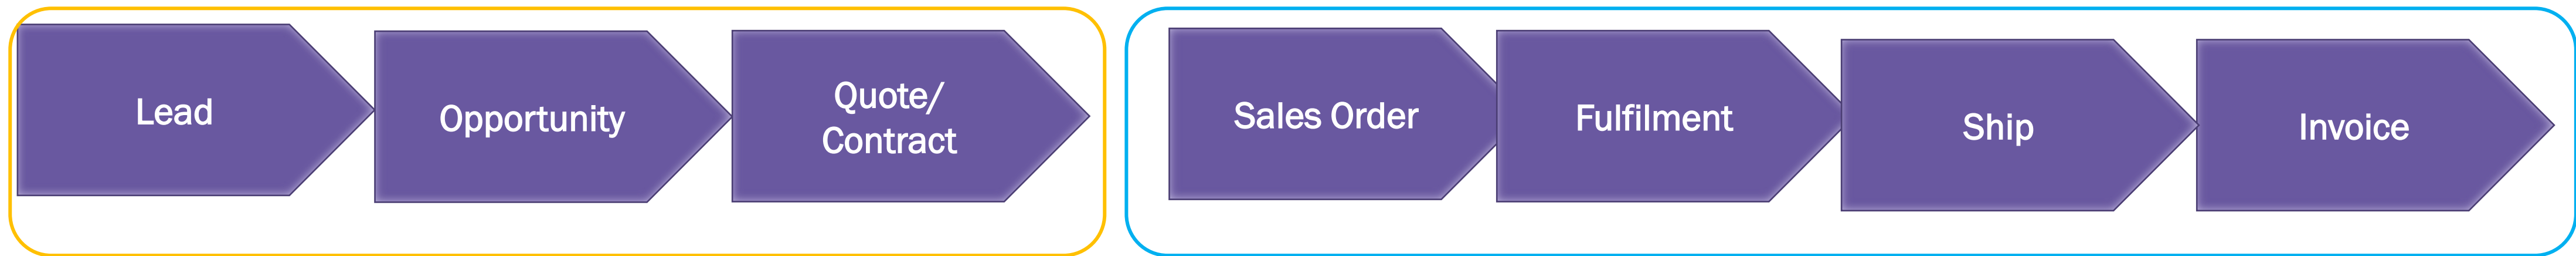 Lead
Opportunity
Quote/
Contract
Sales Order
Fulfilment
Ship
Invoice